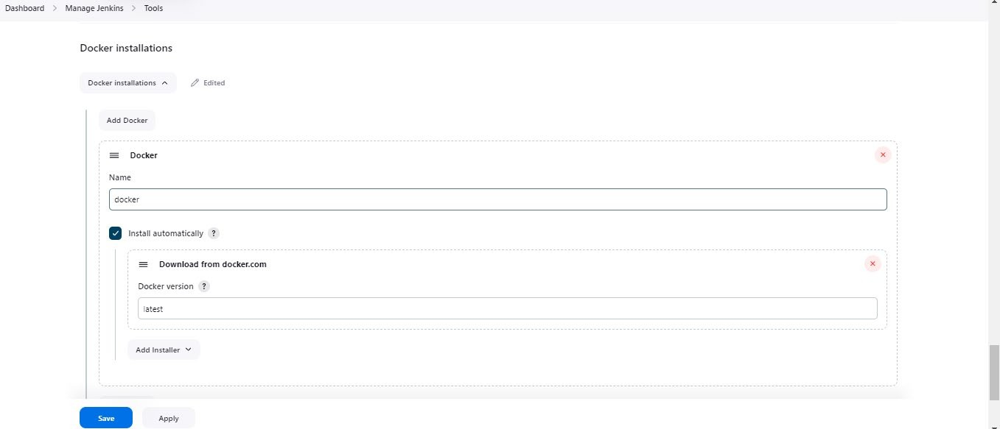 Dashboard > Manage Jenkins > Tools
Docker installations
Docker installations Edited
Add Docker
Docker
Name
docker
Install automatically ?
Download from docker.com
Docker version ?
latest
Add Installer
Save Apply